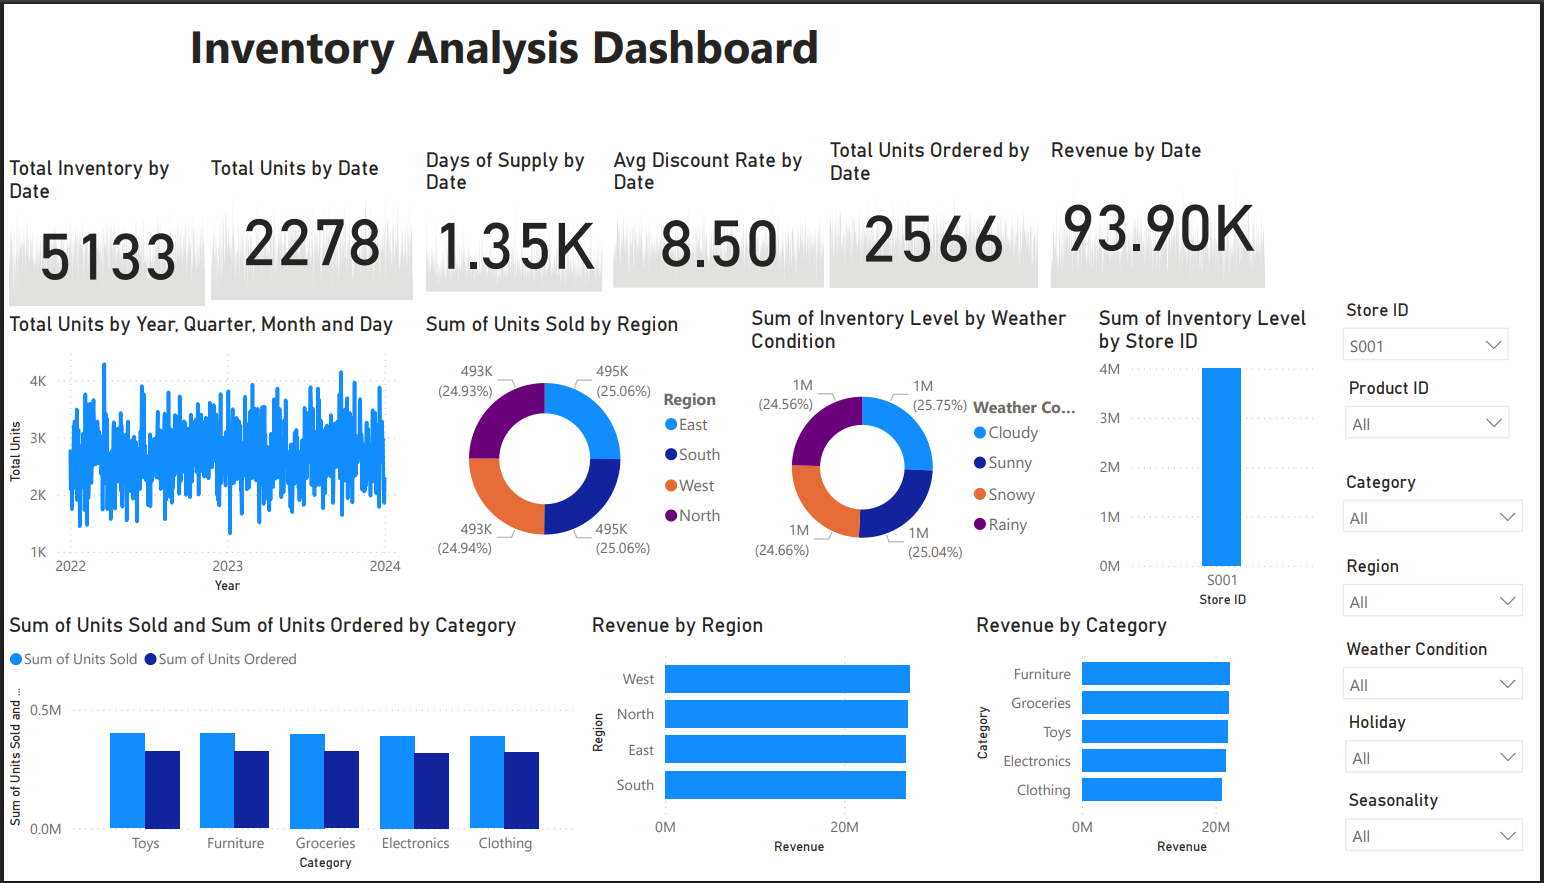 Inventory Analysis Dashboard
Total Inventory by
Date
5133
Total Units by Date
2278
Days of Supply by
Date
1.35K
Avg Discount Rate by
Date
8.50
Total Units Ordered by
Date
2566
Revenue by Date
93.90K
Total Units by Year, Quarter, Month and Day
Total Units
4K
3K
2K
1K
2022
2023
2024
Year
Sum of Units Sold by Region
493K
(24.93%)
495K
(25.06%)
493K
(24.94%)
495K
(25.06%)
Region
East
South
West
North
Sum of Inventory Level by Weather
Condition
1M
(24.56%)
1M
(25.75%)
1M
(24.66%)
1M
(25.04%)
Weather Co...
Cloudy
Sunny
Snowy
Rainy
Sum of Inventory Level
by Store ID
4M
3M
2M
1M
0M
S001
Store ID
Store ID
S001
Product ID
All
Category
All
Region
All
Weather Condition
All
Holiday
All
Seasonality
All
Sum of Units Sold and Sum of Units Ordered by Category
Sum of Units Sold
Sum of Units Ordered
Sum of Units Sold and ...
0.5M
0.0M
Toys
Furniture
Groceries
Electronics
Clothing
Category
Revenue by Region
Region
West
North
East
South
0M
20M
Revenue
Revenue by Category
Category
Furniture
Groceries
Toys
Electronics
Clothing
0M
20M
Revenue